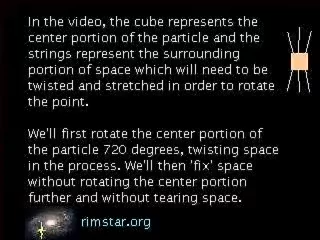 In the video, the cube represents the
center portion of the particle and the
strings represent the surrounding
portion of space which will need to be
twisted and stretched in order to rotate
the point.
We'll first rotate the center portion of
the particle 720 degrees, twisting space
in the process. We'll then 'fix' space
without rotating the center portion
further and without tearing space.
rimstar.org